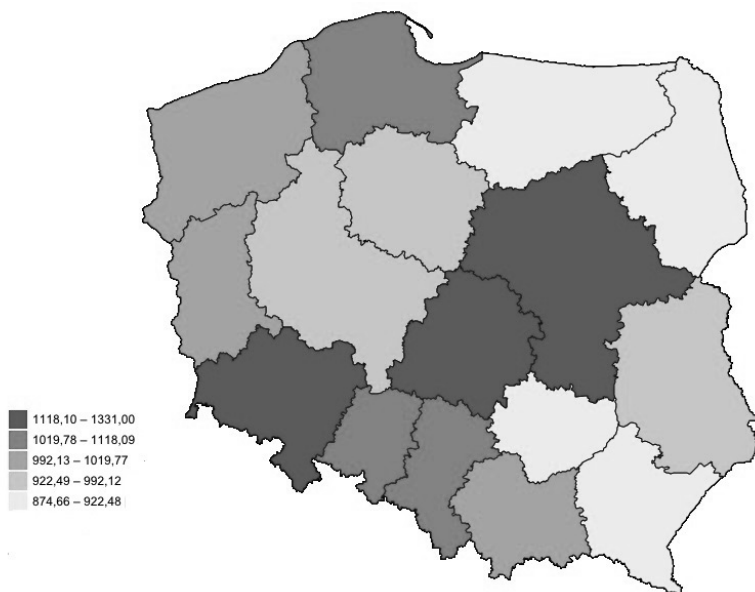 1118,10 – 1331,00
1019,78 – 1118,09
992,13 – 1019,77
922,49 – 992,12
874,66 – 922,48